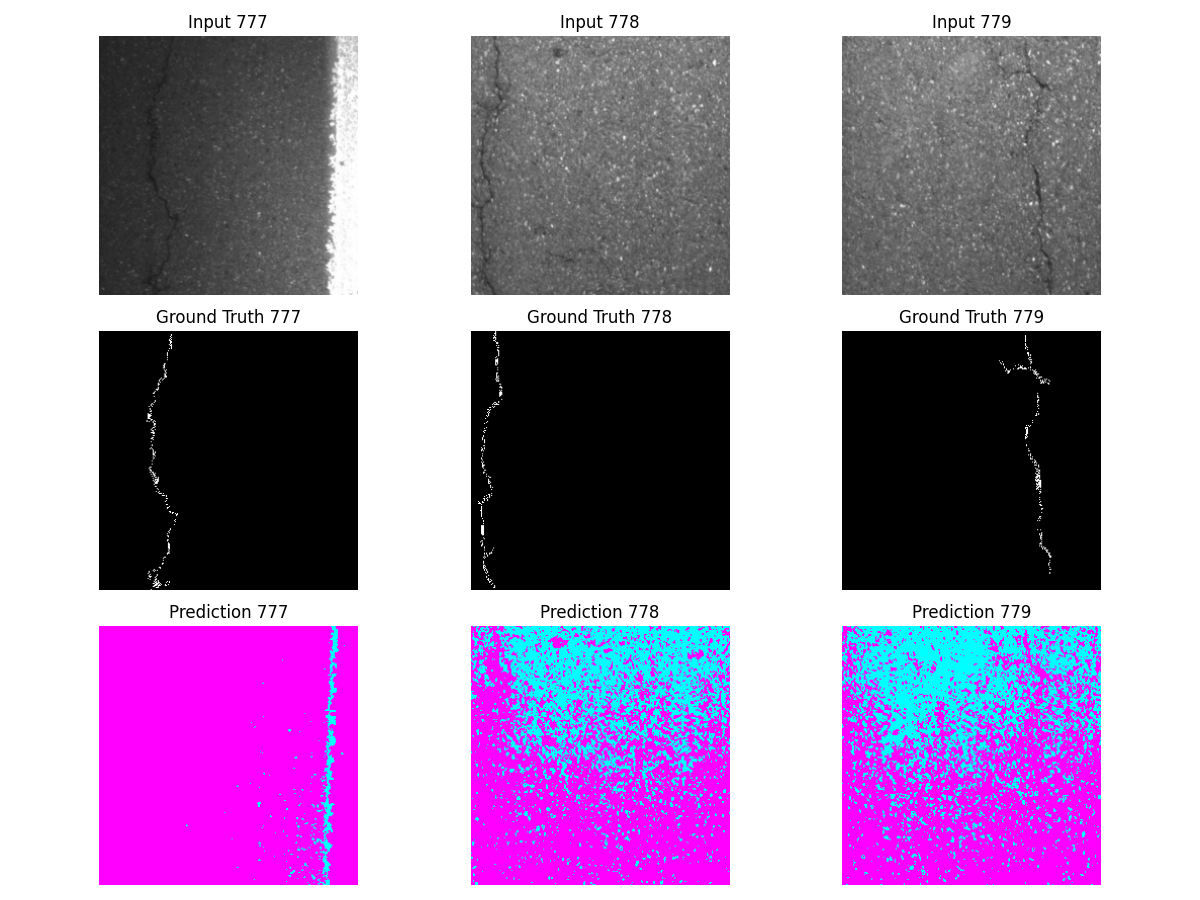 Input 777
Input 778
Input 779
Ground Truth 777
Ground Truth 778
Ground Truth 779
Prediction 777
Prediction 778
Prediction 779